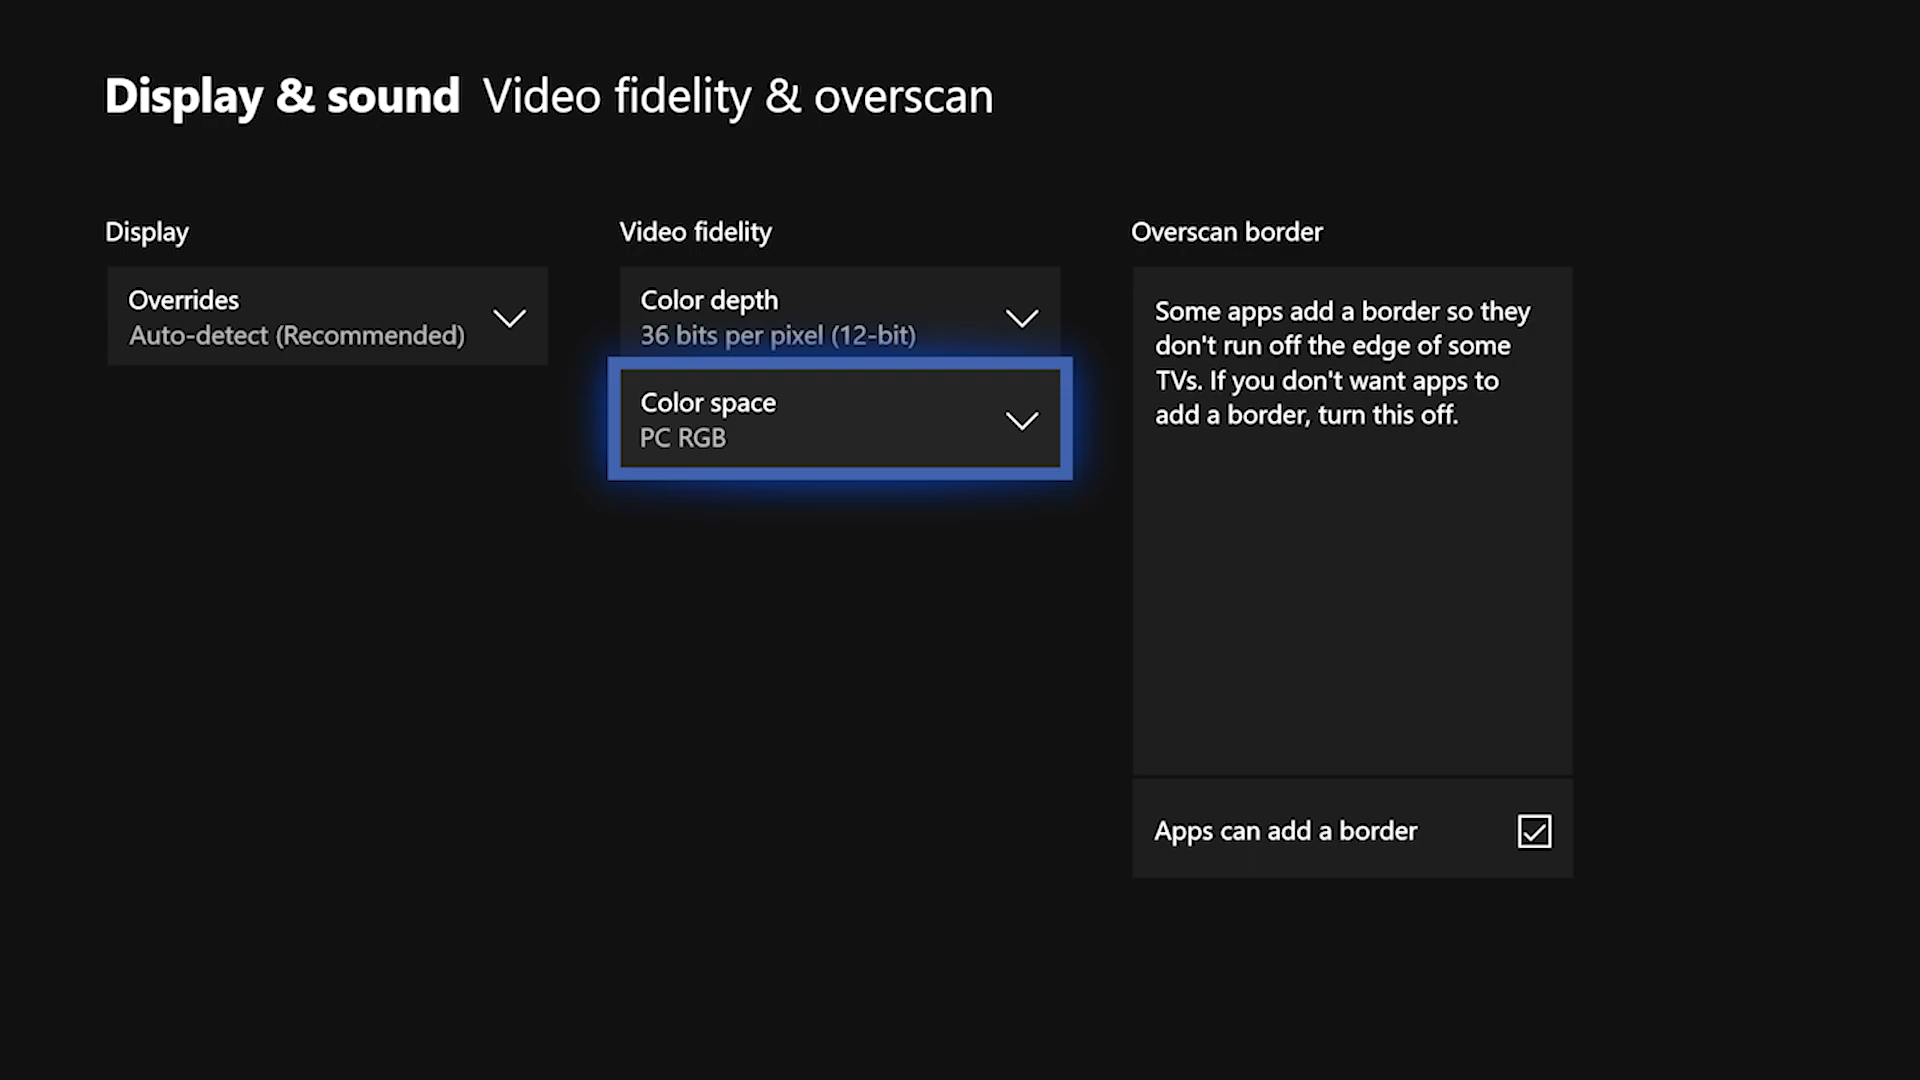 Display & sound Video fidelity & overscan
Display
Overrides
Auto-detect (Recommended)
Video fidelity
Color depth
36 bits per pixel (12-bit)
Color space
PC RGB
Overscan border
Some apps add a border so they
don't run off the edge of some
TVs. If you don't want apps to
add a border, turn this off.
Apps can add a border